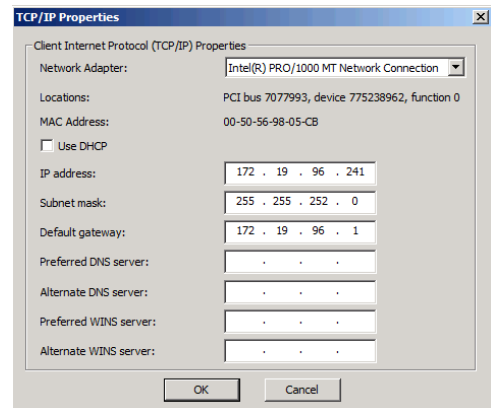 TCP/IP Properties
Client Internet Protocol (TCP/IP) Properties
Network Adapter: Intel(R) PRO/1000 MT Network Connection
Locations: PCI bus 7077993, device 775238962, function 0
MAC Address: 00-50-56-98-05-CB
Use DHCP
IP address: 172 . 19 . 96 . 241
Subnet mask: 255 . 255 . 252 . 0
Default gateway: 172 . 19 . 96 . 1
Preferred DNS server: . . .
Alternate DNS server: . . .
Preferred WINS server: . . .
Alternate WINS server: . . .
OK Cancel